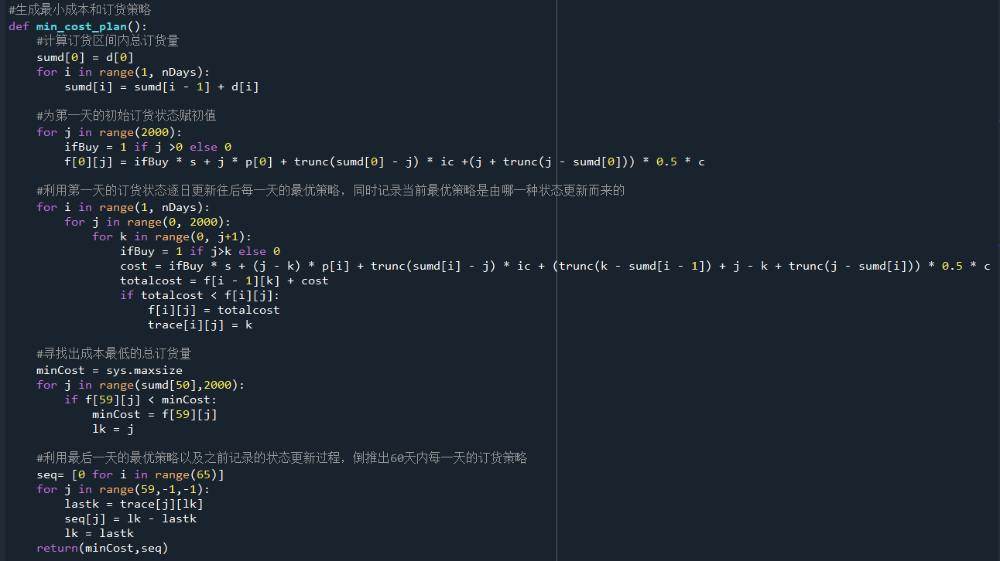 #生成最小成本和订货策略
def min_cost_plan():
    #计算订货区间内总订货量
    sumd[0] = d[0]
    for i in range(1, nDays):
        sumd[i] = sumd[i - 1] + d[i]
    #为第一天的初始订货状态赋初值
    for j in range(2000):
        ifBuy = 1 if j >0 else 0
        f[0][j] = ifBuy * s + j * p[0] + trunc(sumd[0] - j) * ic +(j + trunc(j - sumd[0])) * 0.5 * c
    #利用第一天的订货状态逐日更新往后每一天的最优策略，同时记录当前最优策略是由哪一种状态更新而来的
    for i in range(1, nDays):
        for j in range(0, 2000):
            for k in range(0, j+1):
                ifBuy = 1 if j>k else 0
                cost = ifBuy * s + (j - k) * p[i] + trunc(sumd[i] - j) * ic + (trunc(k - sumd[i - 1]) + j - k + trunc(j - sumd[i])) * 0.5 * c
                totalcost = f[i - 1][k] + cost
                if totalcost < f[i][j]:
                    f[i][j] = totalcost
                    trace[i][j] = k
    #寻找出成本最低的总订货量
    minCost = sys.maxsize
    for j in range(sumd[50],2000):
        if f[59][j] < minCost:
            minCost = f[59][j]
            lk = j
    #利用最后一天的最优策略以及之前记录的状态更新过程，倒推出60天内每一天的订货策略
    seq= [0 for i in range(65)]
    for j in range(59,-1,-1):
        lastk = trace[j][lk]
        seq[j] = lk - lastk
        lk = lastk
    return(minCost,seq)